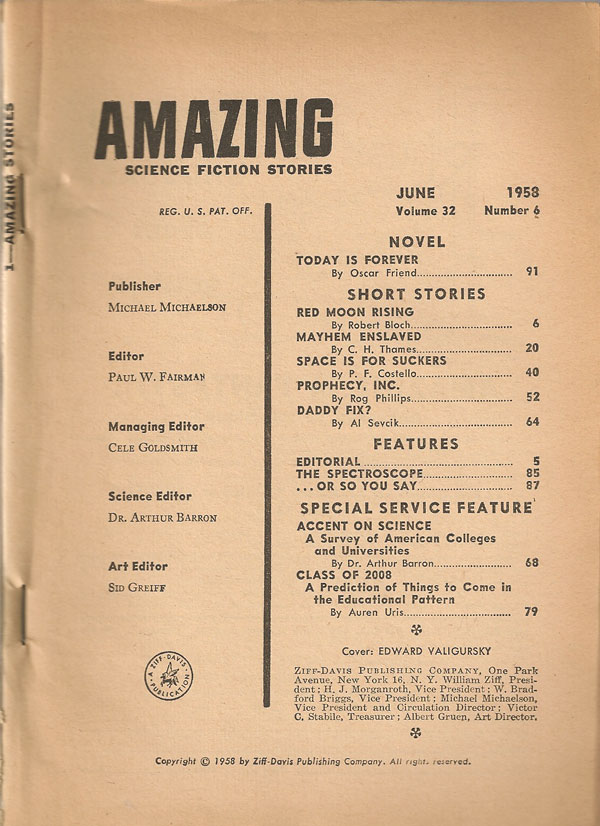 AMAZING
SCIENCE FICTION STORIES
REG. U. S. PAT. OFF.
Publisher
MICHAEL MICHAELSON
Editor
PAUL W. FAIRMAN
Managing Editor
CELE GOLDSMITH
Science Editor
DR. ARTHUR BARRON
Art Editor
SID GREIFF
A ZIFF-DAVIS PUBLICATION
JUNE 1958
Volume 32 Number 6
NOVEL
TODAY IS FOREVER
By Oscar Friend.............................. 91
SHORT STORIES
RED MOON RISING
By Robert Bloch................................ 6
MAYHEM ENSLAVED
By C. H. Thames.............................. 20
SPACE IS FOR SUCKERS
By P. F. Costello............................... 40
PROPHECY, INC.
By Rog Phillips................................ 52
DADDY FIX?
By Al Sevcik.................................... 64
FEATURES
EDITORIAL ............................................. 5
THE SPECTROSCOPE............................... 85
...OR SO YOU SAY................................ 87
SPECIAL SERVICE FEATURE
ACCENT ON SCIENCE
A Survey of American Colleges
and Universities
By Dr. Arthur Barron.......................... 68
CLASS OF 2008
A Prediction of Things to Come in
the Educational Pattern
By Auren Uris.................................. 79
Cover: EDWARD VALIGURSKY
ZIFF-DAVIS PUBLISHING COMPANY, One Park
Avenue, New York 16, N. Y. William Ziff, Presi-
dent; H. J. Morganroth, Vice President; W. Brad-
ford Briggs, Vice President; Michael Michaelson,
Vice President and Circulation Director; Victor
C. Stabile, Treasurer; Albert Gruen, Art Director.
Copyright © 1958 by Ziff-Davis Publishing Company. All rights reserved.
1—AMAZING STORIES